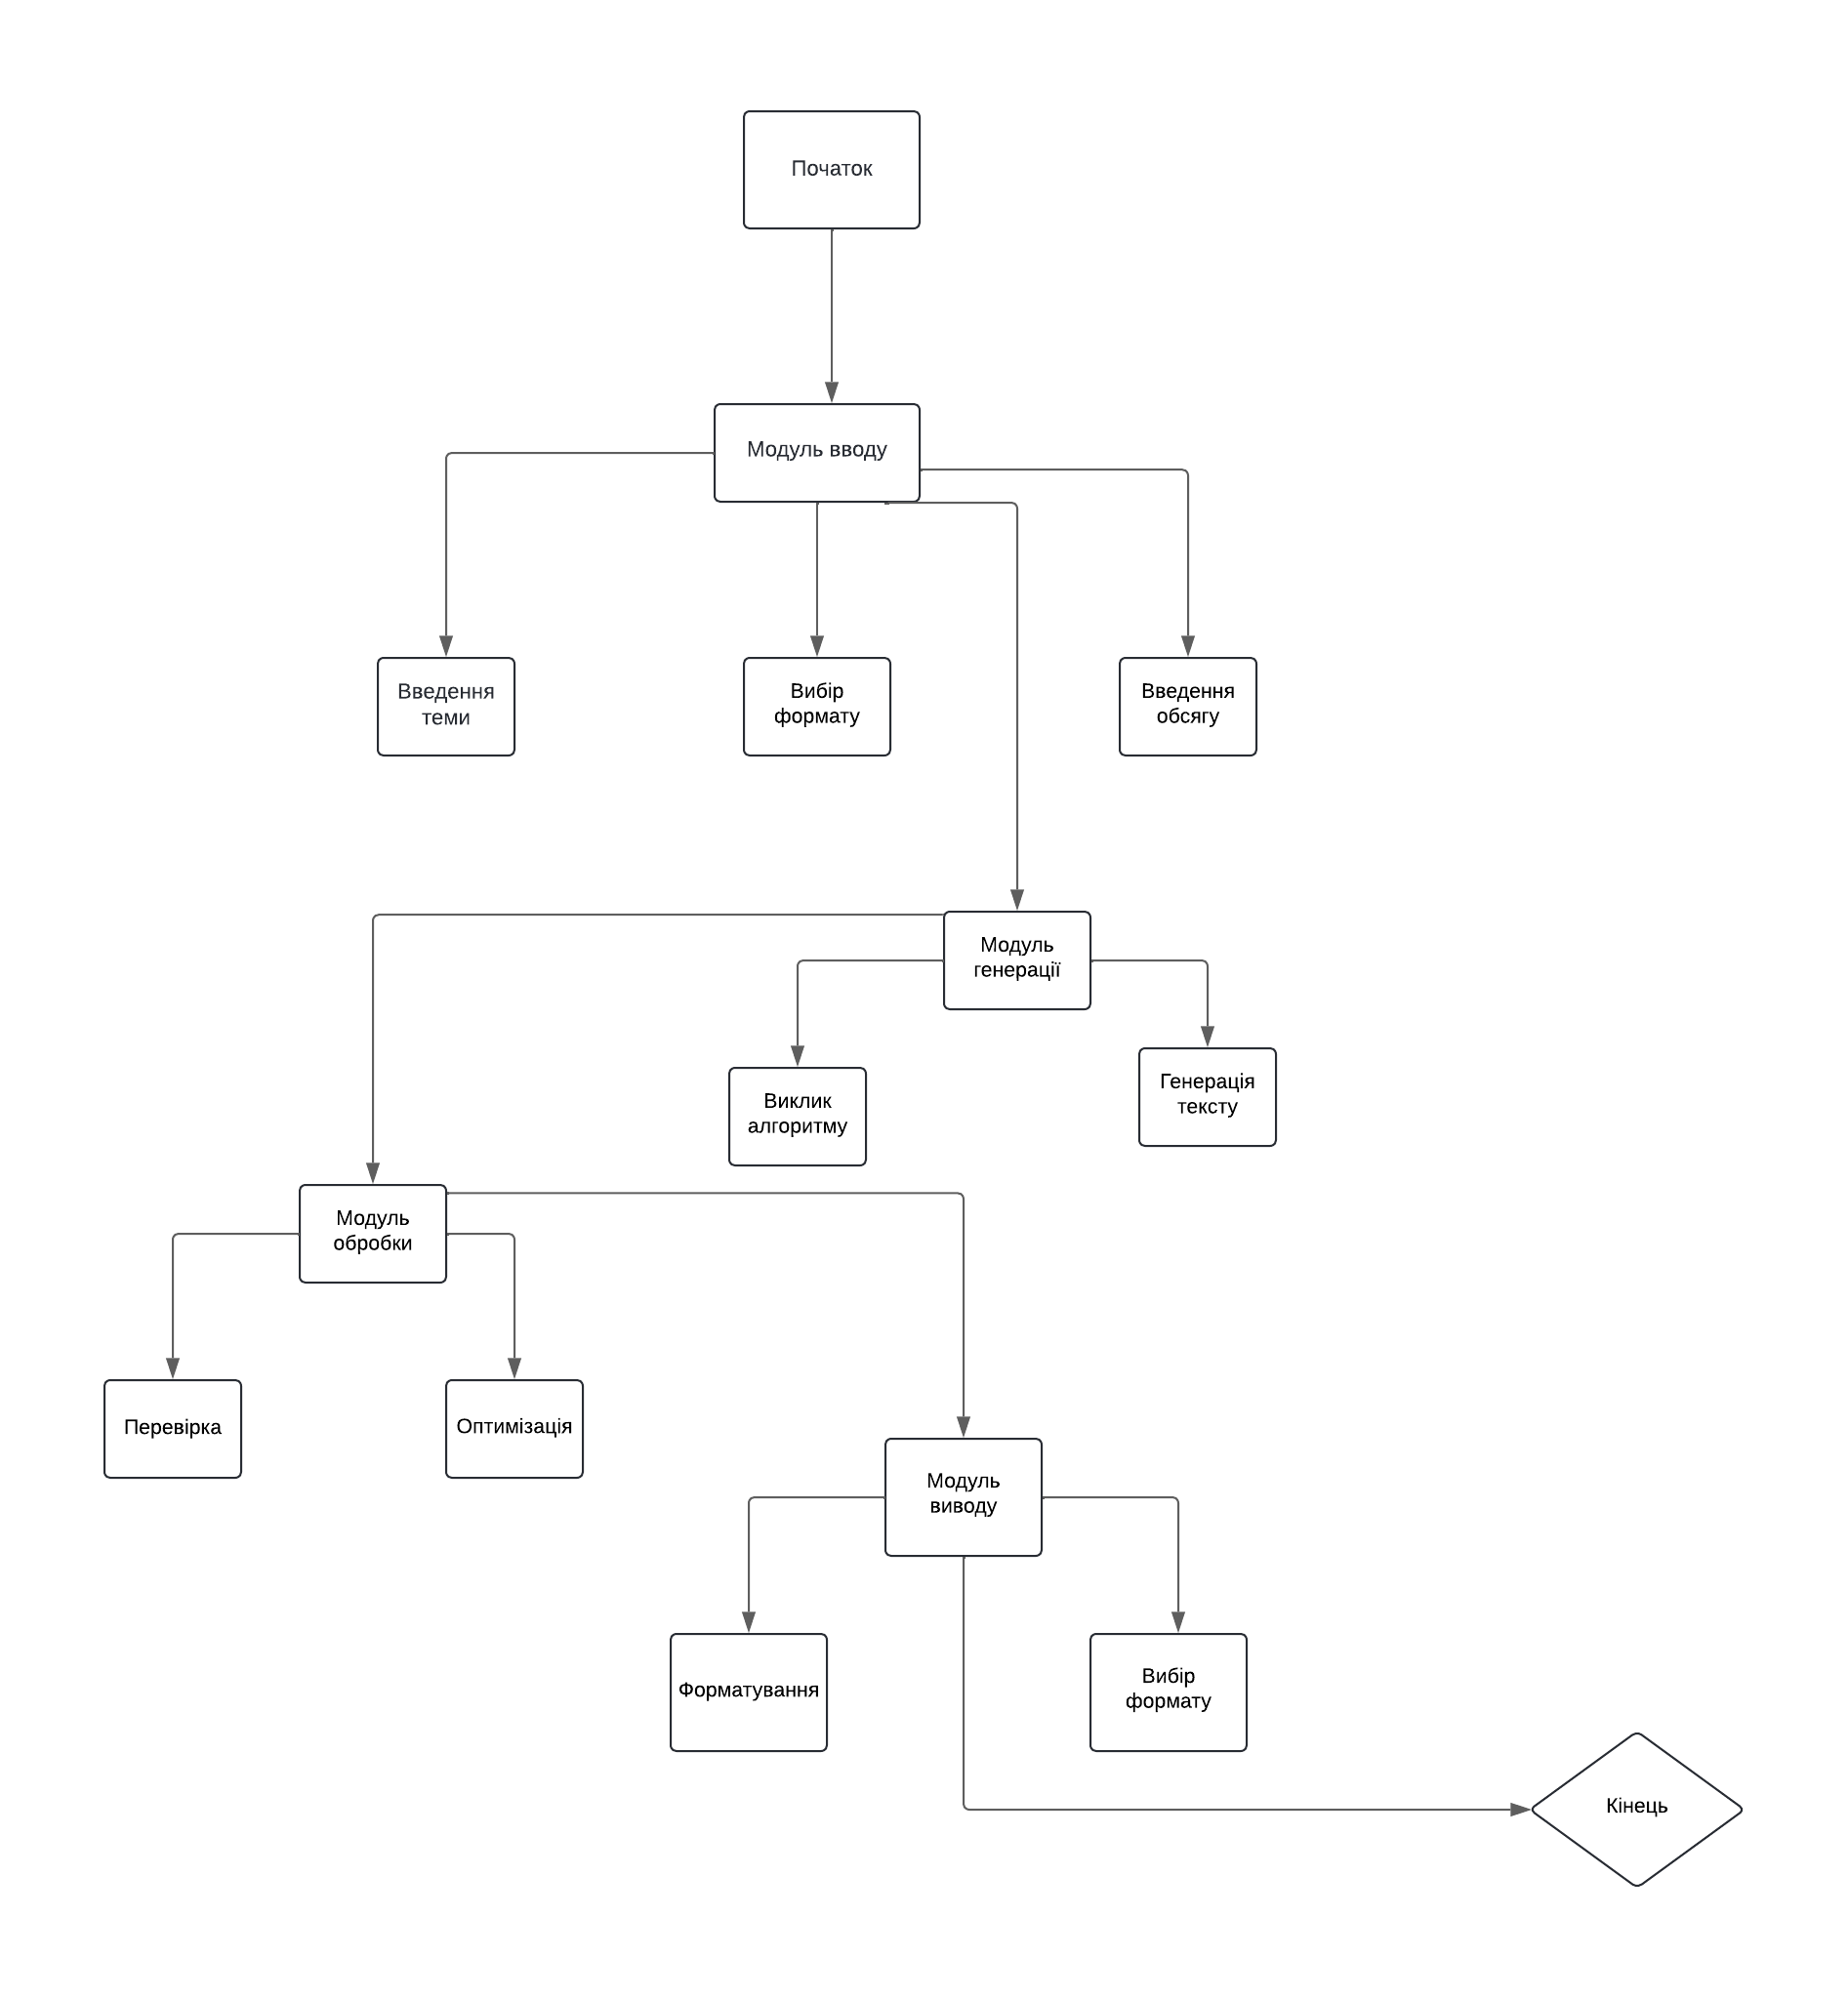 Початок
Модуль вводу
Введення
теми
Вибір
формату
Введення
обсягу
Модуль
генерації
Виклик
алгоритму
Генерація
тексту
Модуль
обробки
Перевірка
Оптимізація
Модуль
виводу
Форматування
Вибір
формату
Кінець